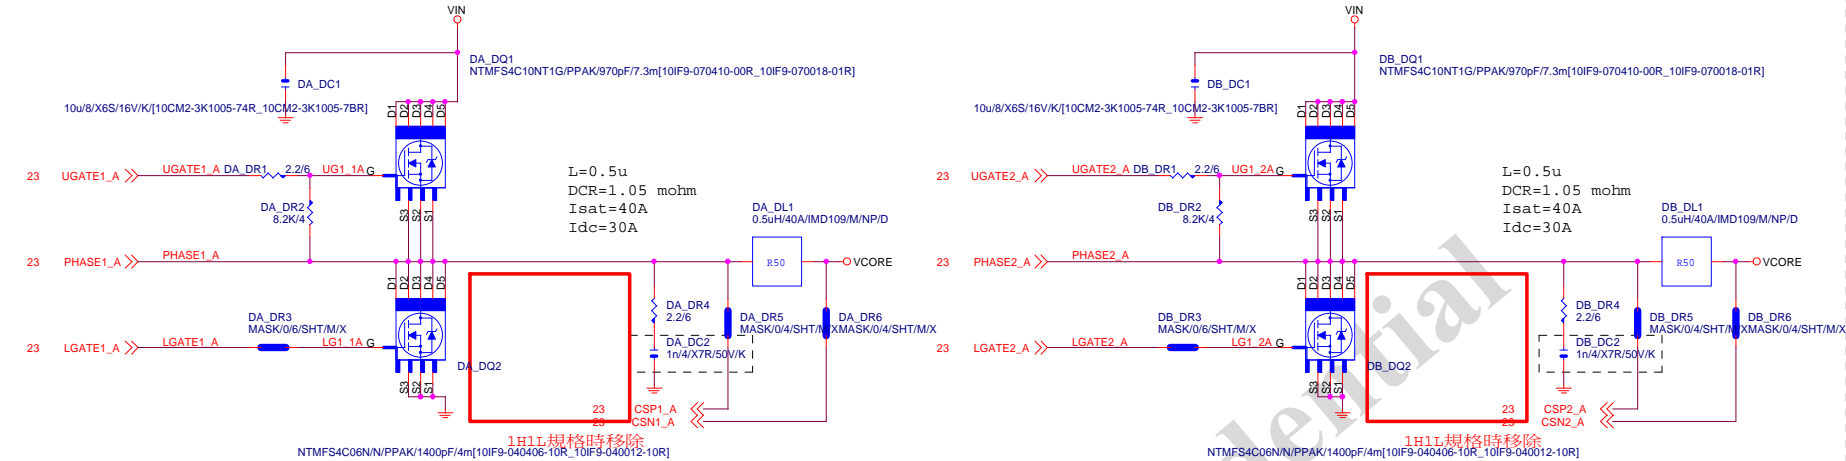 VIN
DA_DQ1
NTMFS4C10NT1G/PPAK/970pF/7.3m[10IF9-070410-00R_10IF9-070018-01R]
DA_DC1
10u/8/X6S/16V/K/[10CM2-3K1005-74R_10CM2-3K1005-7BR]
D1
D2
D3
D4
D5
23 UGATE1_A UGATE1_A DA_DR1 2.2/6 UG1_1A G
S3
S2
S1
DA_DR2
8.2K/4
L=0.5u
DCR=1.05 mohm
Isat=40A
Idc=30A
DA_DL1
0.5uH/40A/IMD109/M/NP/D
R50
23 PHASE1_A PHASE1_A
VCORE
D1
D2
D3
D4
D5
DA_DR3
MASK/0/6/SHT/M/X
23 LGATE1_A LGATE1_A LG1_1A G
S3
S2
S1
DA_DQ2
DA_DR4
2.2/6
DA_DR5
MASK/0/4/SHT/M/X
DA_DR6
MASK/0/4/SHT/M/X
DA_DC2
1n/4/X7R/50V/K
23 CSP1_A
23 CSN1_A
1H1L規格時移除
NTMFS4C06N/N/PPAK/1400pF/4m[10IF9-040406-10R_10IF9-040012-10R]
VIN
DB_DQ1
NTMFS4C10NT1G/PPAK/970pF/7.3m[10IF9-070410-00R_10IF9-070018-01R]
DB_DC1
10u/8/X6S/16V/K/[10CM2-3K1005-74R_10CM2-3K1005-7BR]
D1
D2
D3
D4
D5
23 UGATE2_A UGATE2_A DB_DR1 2.2/6 UG1_2A G
S3
S2
S1
DB_DR2
8.2K/4
L=0.5u
DCR=1.05 mohm
Isat=40A
Idc=30A
DB_DL1
0.5uH/40A/IMD109/M/NP/D
R50
23 PHASE2_A PHASE2_A
VCORE
D1
D2
D3
D4
D5
DB_DR3
MASK/0/6/SHT/M/X
23 LGATE2_A LGATE2_A LG1_2A G
S3
S2
S1
DB_DQ2
DB_DR4
2.2/6
DB_DR5
MASK/0/4/SHT/M/X
DB_DR6
MASK/0/4/SHT/M/X
DB_DC2
1n/4/X7R/50V/K
23 CSP2_A
23 CSN2_A
1H1L規格時移除
NTMFS4C06N/N/PPAK/1400pF/4m[10IF9-040406-10R_10IF9-040012-10R]
dential